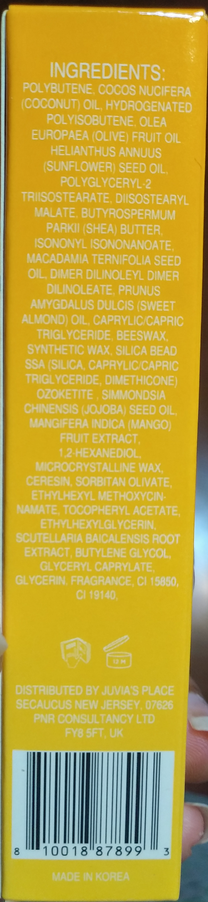 INGREDIENTS:
POLYBUTENE, COCOS NUCIFERA
(COCONUT) OIL, HYDROGENATED
POLYISOBUTENE, OLEA
EUROPAEA (OLIVE) FRUIT OIL
HELIANTHUS ANNUUS
(SUNFLOWER) SEED OIL,
POLYGLYCERYL-2
TRIISOSTEARATE, DIISOSTEARYL
MALATE, BUTYROSPERMUM
PARKII (SHEA) BUTTER,
ISONONYL ISONONANOATE,
MACADAMIA TERNIFOLIA SEED
OIL, DIMER DILINOLEYL DIMER
DILINOLEATE, PRUNUS
AMYGDALUS DULCIS (SWEET
ALMOND) OIL, CAPRYLIC/CAPRIC
TRIGLYCERIDE, BEESWAX,
SYNTHETIC WAX, SILICA BEAD
SSA (SILICA, CAPRYLIC/CAPRIC
TRIGLYCERIDE, DIMETHICONE)
OZOKETITE , SIMMONDSIA
CHINENSIS (JOJOBA) SEED OIL,
MANGIFERA INDICA (MANGO)
FRUIT EXTRACT,
1,2-HEXANEDIOL,
MICROCRYSTALLINE WAX,
CERESIN, SORBITAN OLIVATE,
ETHYLHEXYL METHOXYCIN-
NAMATE, TOCOPHERYL ACETATE,
ETHYLHEXYLGLYCERIN,
SCUTELLARIA BAICALENSIS ROOT
EXTRACT, BUTYLENE GLYCOL,
GLYCERYL CAPRYLATE,
GLYCERIN, FRAGRANCE, CI 15850,
CI 19140.
12 M
DISTRIBUTED BY JUVIA'S PLACE
SECAUCUS NEW JERSEY. 07626
PNR CONSULTANCY LTD
FY8 5FT, UK
8 10018 87899 3
MADE IN KOREA